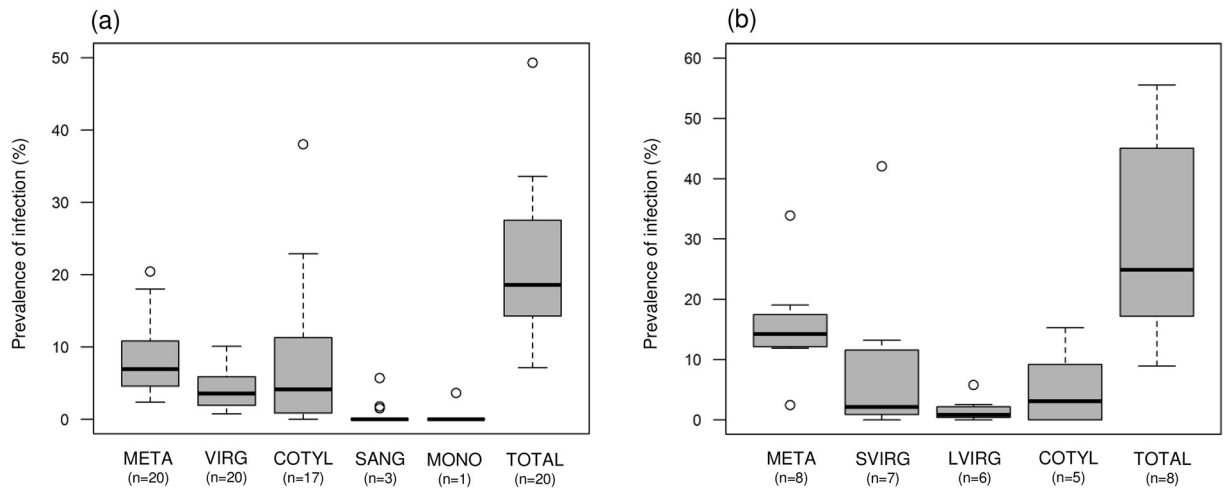 (a)
Prevalence of infection (%)
50
40
30
20
10
0
META VIRG COTYL SANG MONO TOTAL
(n=20) (n=20) (n=17) (n=3) (n=1) (n=20)
(b)
Prevalence of infection (%)
60
50
40
30
20
10
0
META SVIRG LVIRG COTYL TOTAL
(n=8) (n=7) (n=6) (n=5) (n=8)